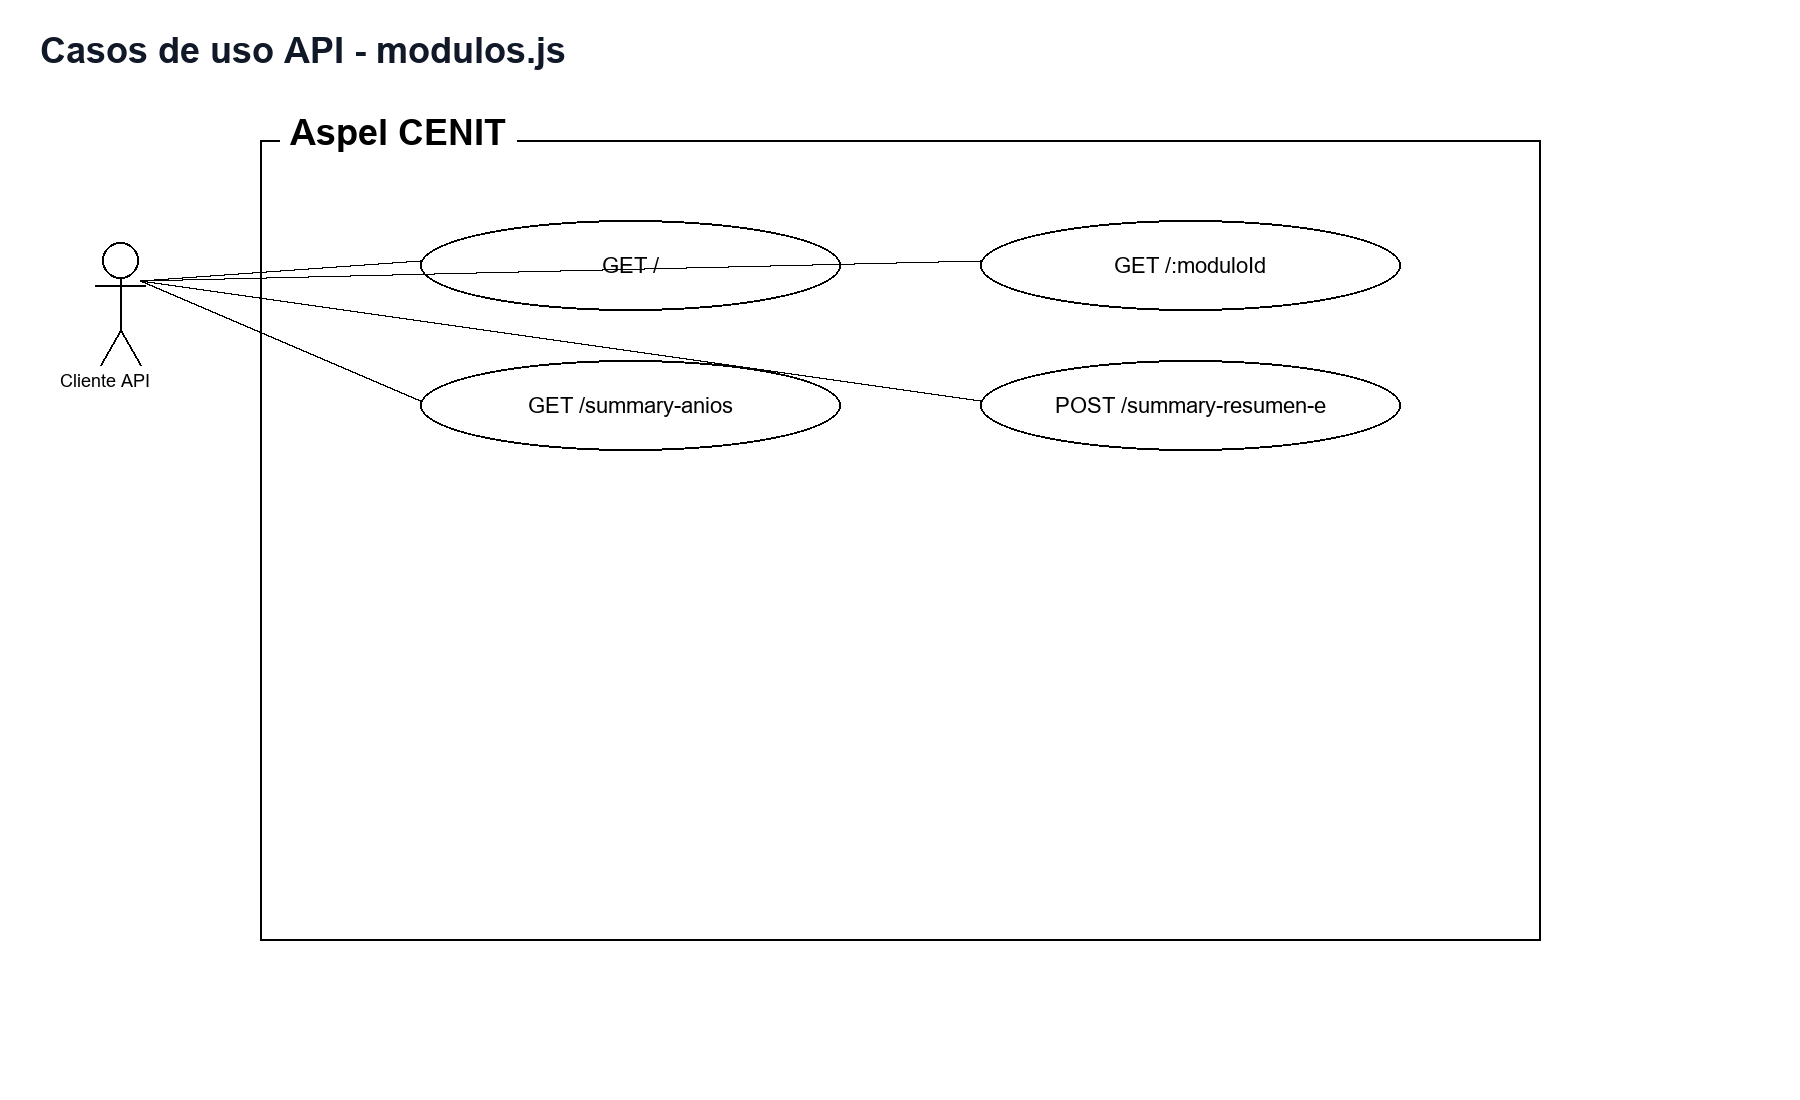 Casos de uso API - modulos.js
Aspel CENIT
GET /
GET /:moduloId
Cliente API
GET /summary-anios
POST /summary-resumen-e